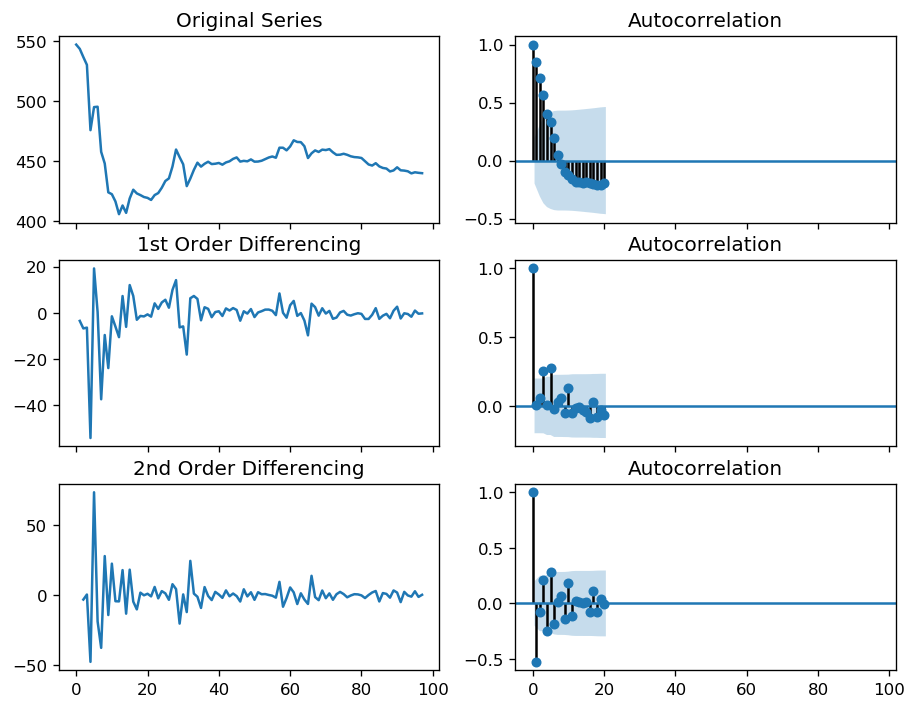 Original Series
Autocorrelation
550
500
450
400
1.0
0.5
0.0
−0.5
1st Order Differencing
Autocorrelation
20
0
−20
−40
1.0
0.5
0.0
2nd Order Differencing
Autocorrelation
50
0
−50
1.0
0.5
0.0
−0.5
0 20 40 60 80 100
0 20 40 60 80 100